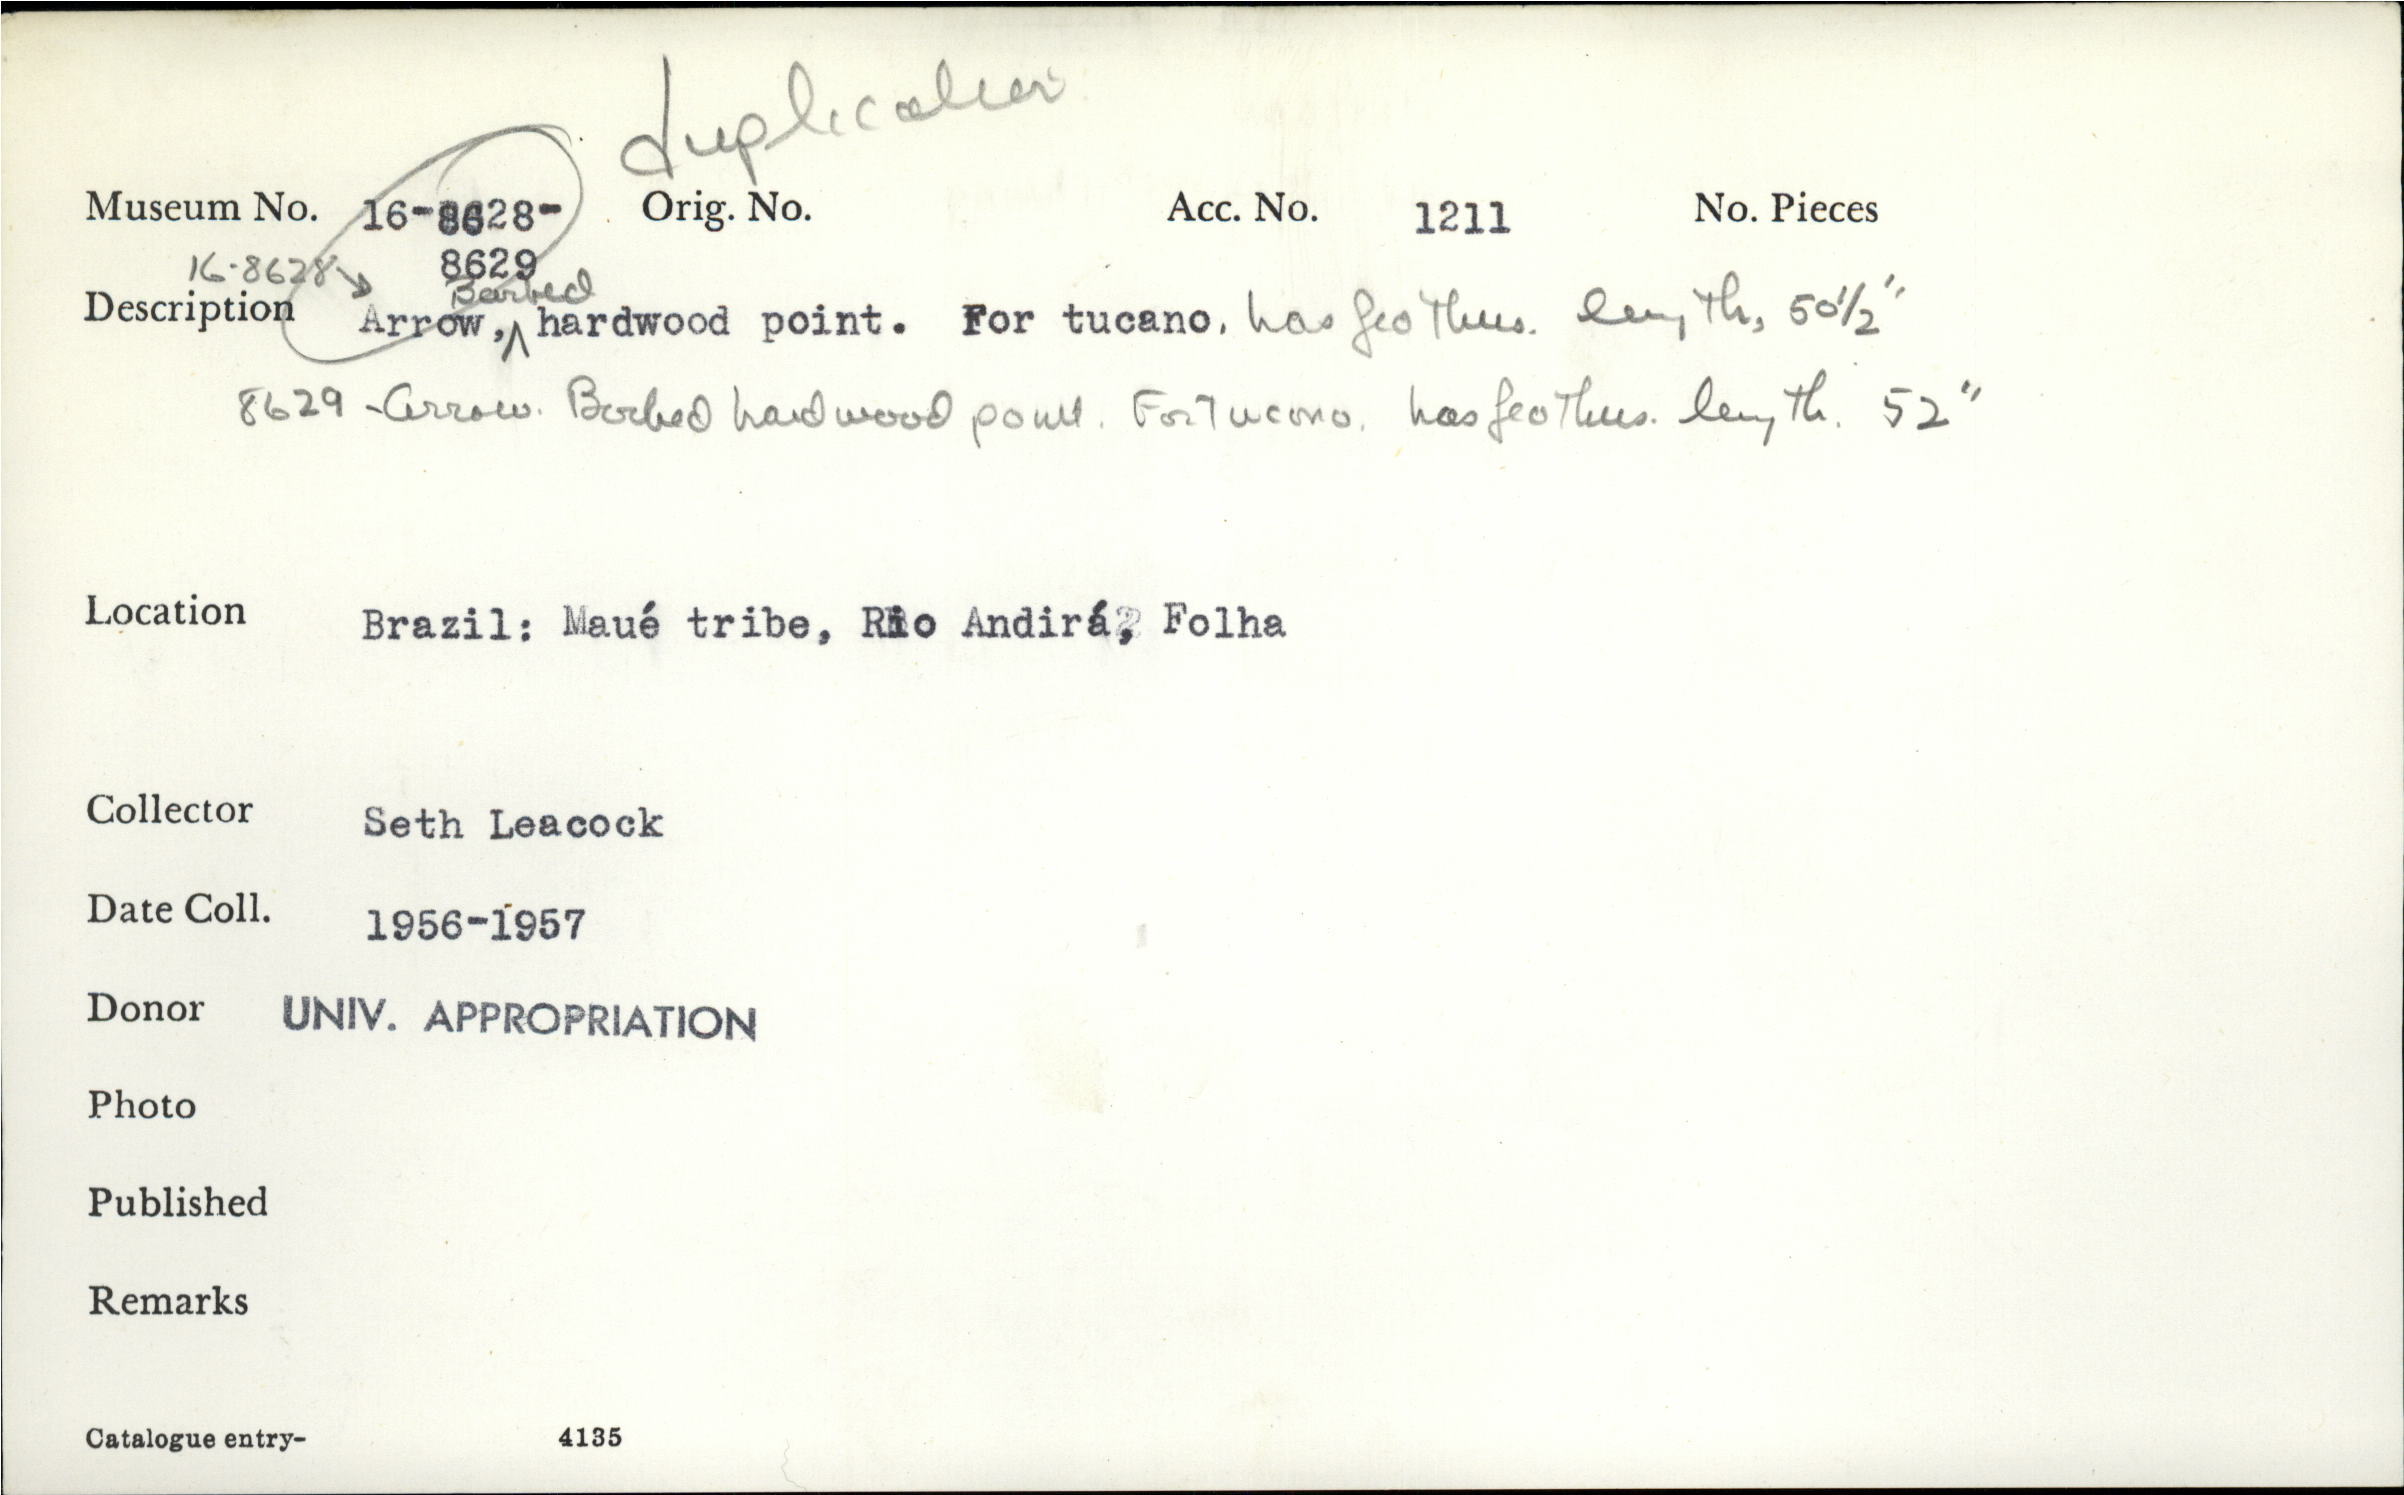 duplication
Museum No. 16-8628- Orig. No. Acc. No. 1211 No. Pieces
8629
16-8628 → Barbed
Description Arrow, ^ hardwood point. For tucano. has feathers. length, 50 1/2"
8629 - Arrow. Barbed hardwood point. For Tucano. has feathers. length. 52"
Location Brazil: Maué tribe, Rio Andirá, Folha
Collector Seth Leacock
Date Coll. 1956-1957
Donor UNIV. APPROPRIATION
Photo
Published
Remarks
Catalogue entry- 4135